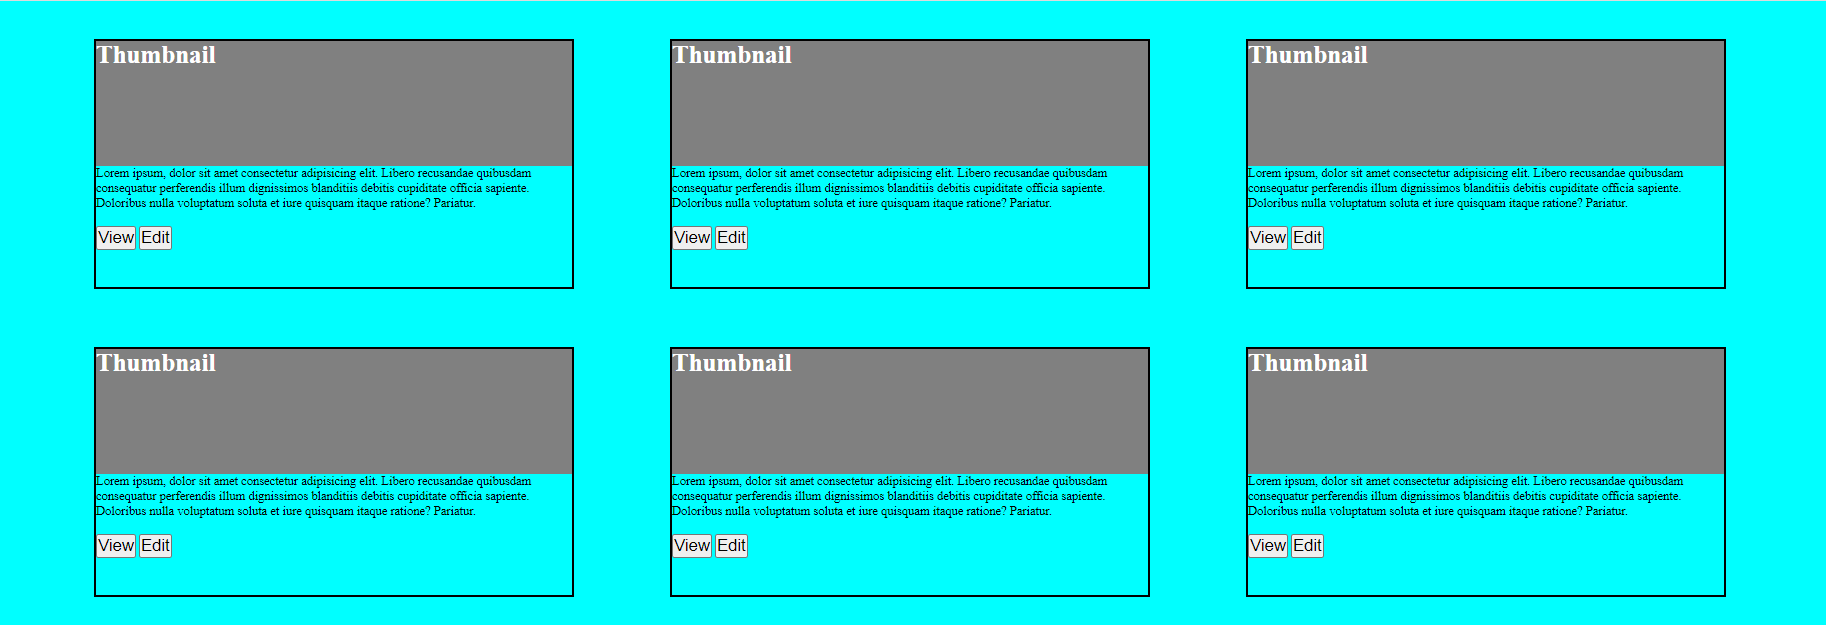 Thumbnail
Lorem ipsum, dolor sit amet consectetur adipisicing elit. Libero recusandae quibusdam
consequatur perferendis illum dignissimos blanditiis debitis cupiditate officia sapiente.
Doloribus nulla voluptatum soluta et iure quisquam itaque ratione? Pariatur.
View Edit
Thumbnail
Lorem ipsum, dolor sit amet consectetur adipisicing elit. Libero recusandae quibusdam
consequatur perferendis illum dignissimos blanditiis debitis cupiditate officia sapiente.
Doloribus nulla voluptatum soluta et iure quisquam itaque ratione? Pariatur.
View Edit
Thumbnail
Lorem ipsum, dolor sit amet consectetur adipisicing elit. Libero recusandae quibusdam
consequatur perferendis illum dignissimos blanditiis debitis cupiditate officia sapiente.
Doloribus nulla voluptatum soluta et iure quisquam itaque ratione? Pariatur.
View Edit
Thumbnail
Lorem ipsum, dolor sit amet consectetur adipisicing elit. Libero recusandae quibusdam
consequatur perferendis illum dignissimos blanditiis debitis cupiditate officia sapiente.
Doloribus nulla voluptatum soluta et iure quisquam itaque ratione? Pariatur.
View Edit
Thumbnail
Lorem ipsum, dolor sit amet consectetur adipisicing elit. Libero recusandae quibusdam
consequatur perferendis illum dignissimos blanditiis debitis cupiditate officia sapiente.
Doloribus nulla voluptatum soluta et iure quisquam itaque ratione? Pariatur.
View Edit
Thumbnail
Lorem ipsum, dolor sit amet consectetur adipisicing elit. Libero recusandae quibusdam
consequatur perferendis illum dignissimos blanditiis debitis cupiditate officia sapiente.
Doloribus nulla voluptatum soluta et iure quisquam itaque ratione? Pariatur.
View Edit